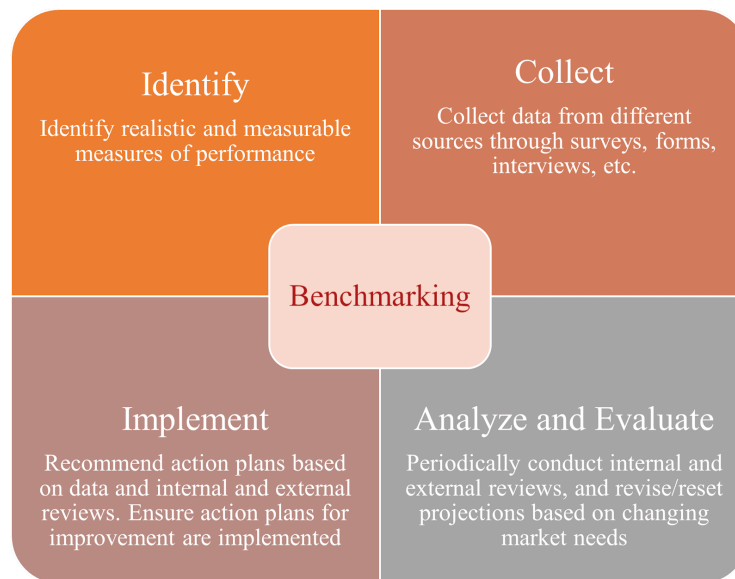 Identify
Identify realistic and measurable
measures of performance
Collect
Collect data from different
sources through surveys, forms,
interviews, etc.
Benchmarking
Implement
Recommend action plans based
on data and internal and external
reviews. Ensure action plans for
improvement are implemented
Analyze and Evaluate
Periodically conduct internal and
external reviews, and revise/reset
projections based on changing
market needs